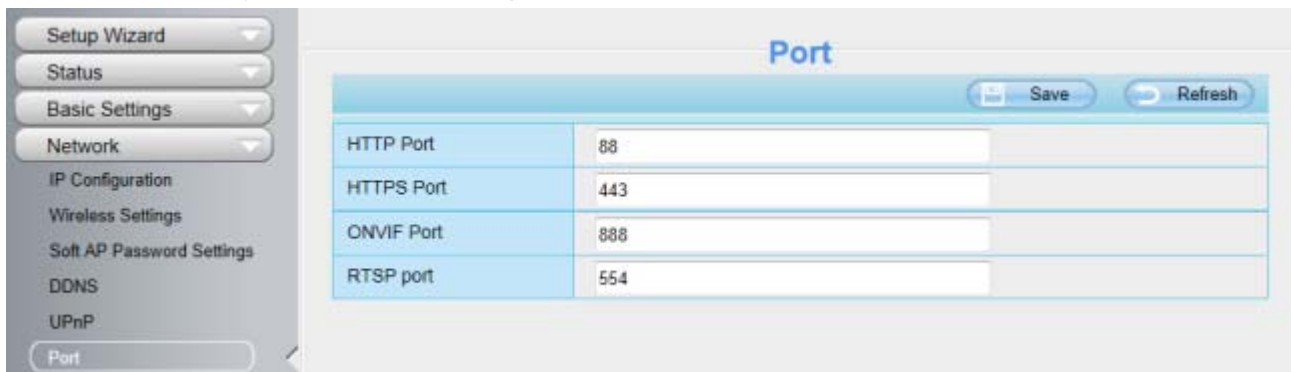 Setup Wizard
Status
Basic Settings
Network
IP Configuration
Wireless Settings
Soft AP Password Settings
DDNS
UPnP
Port
Port
Save Refresh
HTTP Port 88
HTTPS Port 443
ONVIF Port 888
RTSP port 554